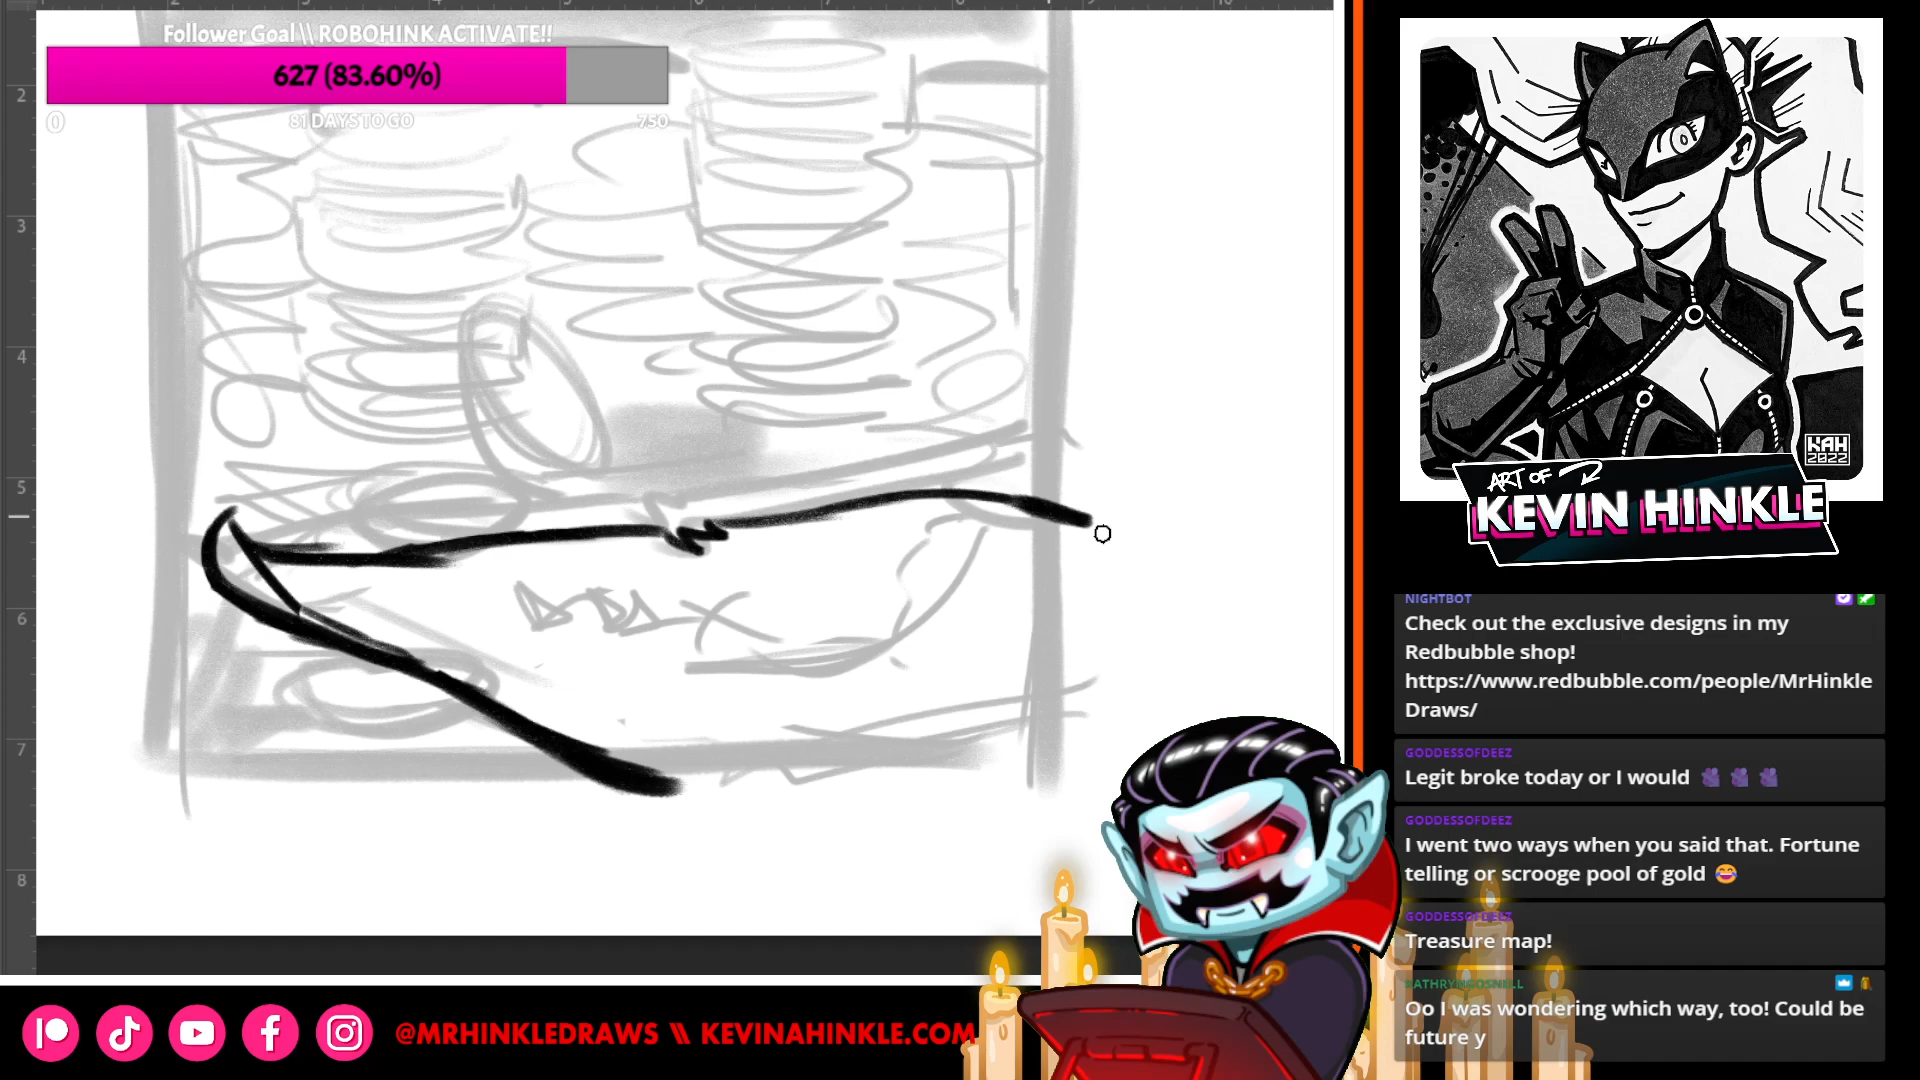 Follower Goal \\ ROBOHINK ACTIVATE!!
627 (83.60%)
0
81 DAYS TO GO
750
2
3
4
5
6
7
8
KAH
2022
ART OF
KEVIN HINKLE
NIGHTBOT
Check out the exclusive designs in my
Redbubble shop!
https://www.redbubble.com/people/MrHinkle
Draws/
GODDESSOFDEEZ
Legit broke today or I would
GODDESSOFDEEZ
I went two ways when you said that. Fortune
telling or scrooge pool of gold
GODDESSOFDEEZ
Treasure map!
Oo I was wondering which way, too! Could be
future y
@MRHINKLEDRAWS \\ KEVINAHINKLE.COM